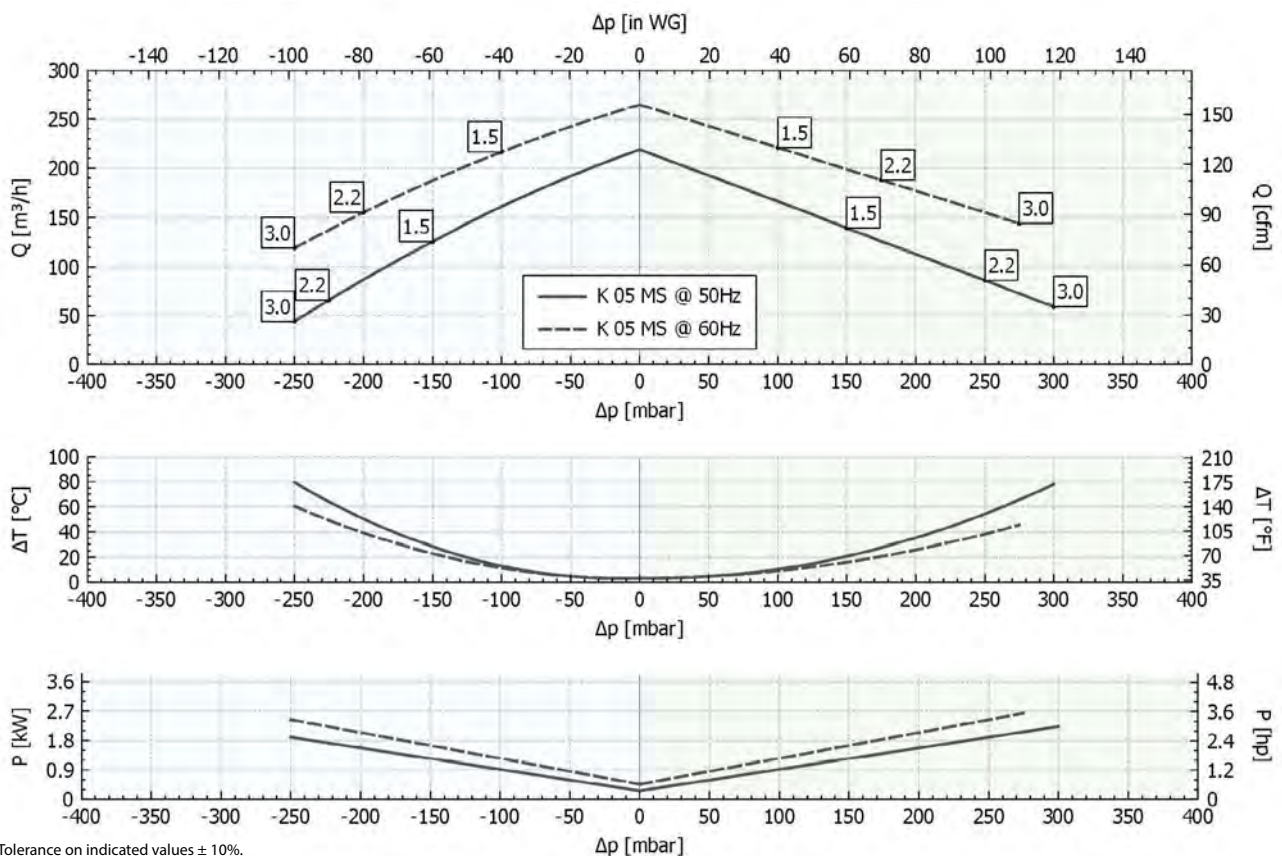 Δp [in WG]
-140 -120 -100 -80 -60 -40 -20 0 20 40 60 80 100 120 140
300
250
200
150
100
50
0
Q [m³/h]
150
120
90
60
30
0
Q [cfm]
3.0
2.2
1.5
1.5
2.2
3.0
3.0
2.2
1.5
1.5
2.2
3.0
K 05 MS @ 50Hz
K 05 MS @ 60Hz
-400 -350 -300 -250 -200 -150 -100 -50 0 50 100 150 200 250 300 350 400
Δp [mbar]
100
80
60
40
20
0
ΔT [°C]
210
175
140
105
70
35
ΔT [°F]
-400 -350 -300 -250 -200 -150 -100 -50 0 50 100 150 200 250 300 350 400
Δp [mbar]
3.6
2.7
1.8
0.9
0
P [kW]
4.8
3.6
2.4
1.2
0
P [hp]
-400 -350 -300 -250 -200 -150 -100 -50 0 50 100 150 200 250 300 350 400
Δp [mbar]
Tolerance on indicated values ± 10%.